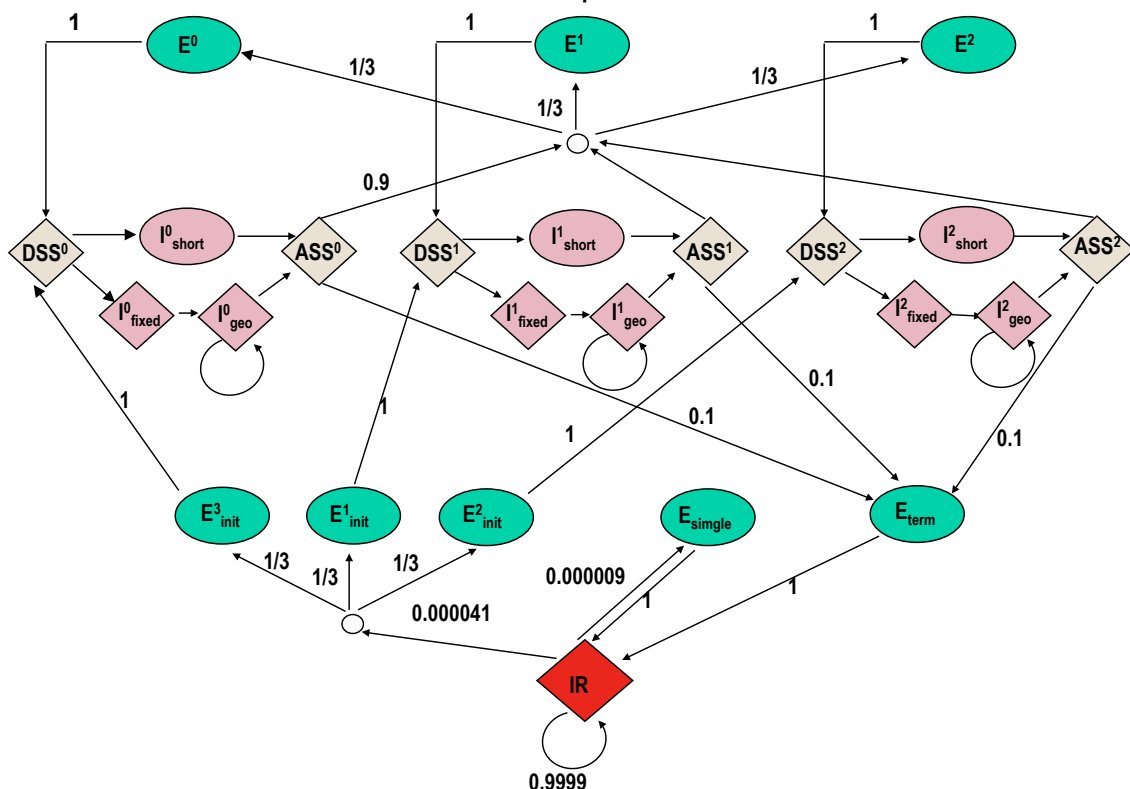 1
E⁰
1
E¹
1
E²
1/3
1/3
1/3
0.9
DSS⁰
I⁰short
ASS⁰
DSS¹
I¹short
ASS¹
DSS²
I²short
ASS²
I⁰fixed
I⁰geo
I¹fixed
I¹geo
I²fixed
I²geo
1
1
1
0.1
0.1
0.1
E³init
E¹init
E²init
Esimgle
Eterm
1/3
1/3
1/3
0.000009
1
1
0.000041
IR
0.9999